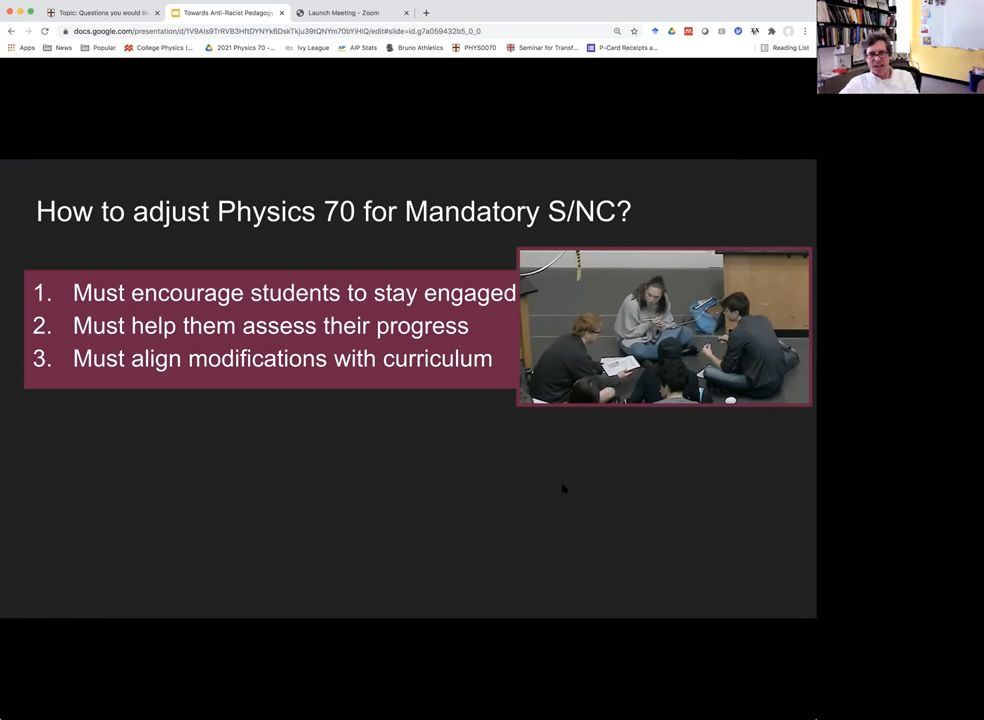 Topic: Questions you would lik
Towards Anti-Racist Pedagogy
Launch Meeting - Zoom
docs.google.com/presentation/d/1V9AIs9TrRVB3HftDYNYk6DskTkju39tQNYm70bYiHiQ/edit#slide=id.g7a059432b5_0_0
Apps News Popular College Physics (... 2021 Physics 70 -... Ivy League AIP Stats Bruno Athletics PHYS0070 Seminar for Transf... P-Card Receipts a... Reading List
How to adjust Physics 70 for Mandatory S/NC?
1. Must encourage students to stay engaged
2. Must help them assess their progress
3. Must align modifications with curriculum